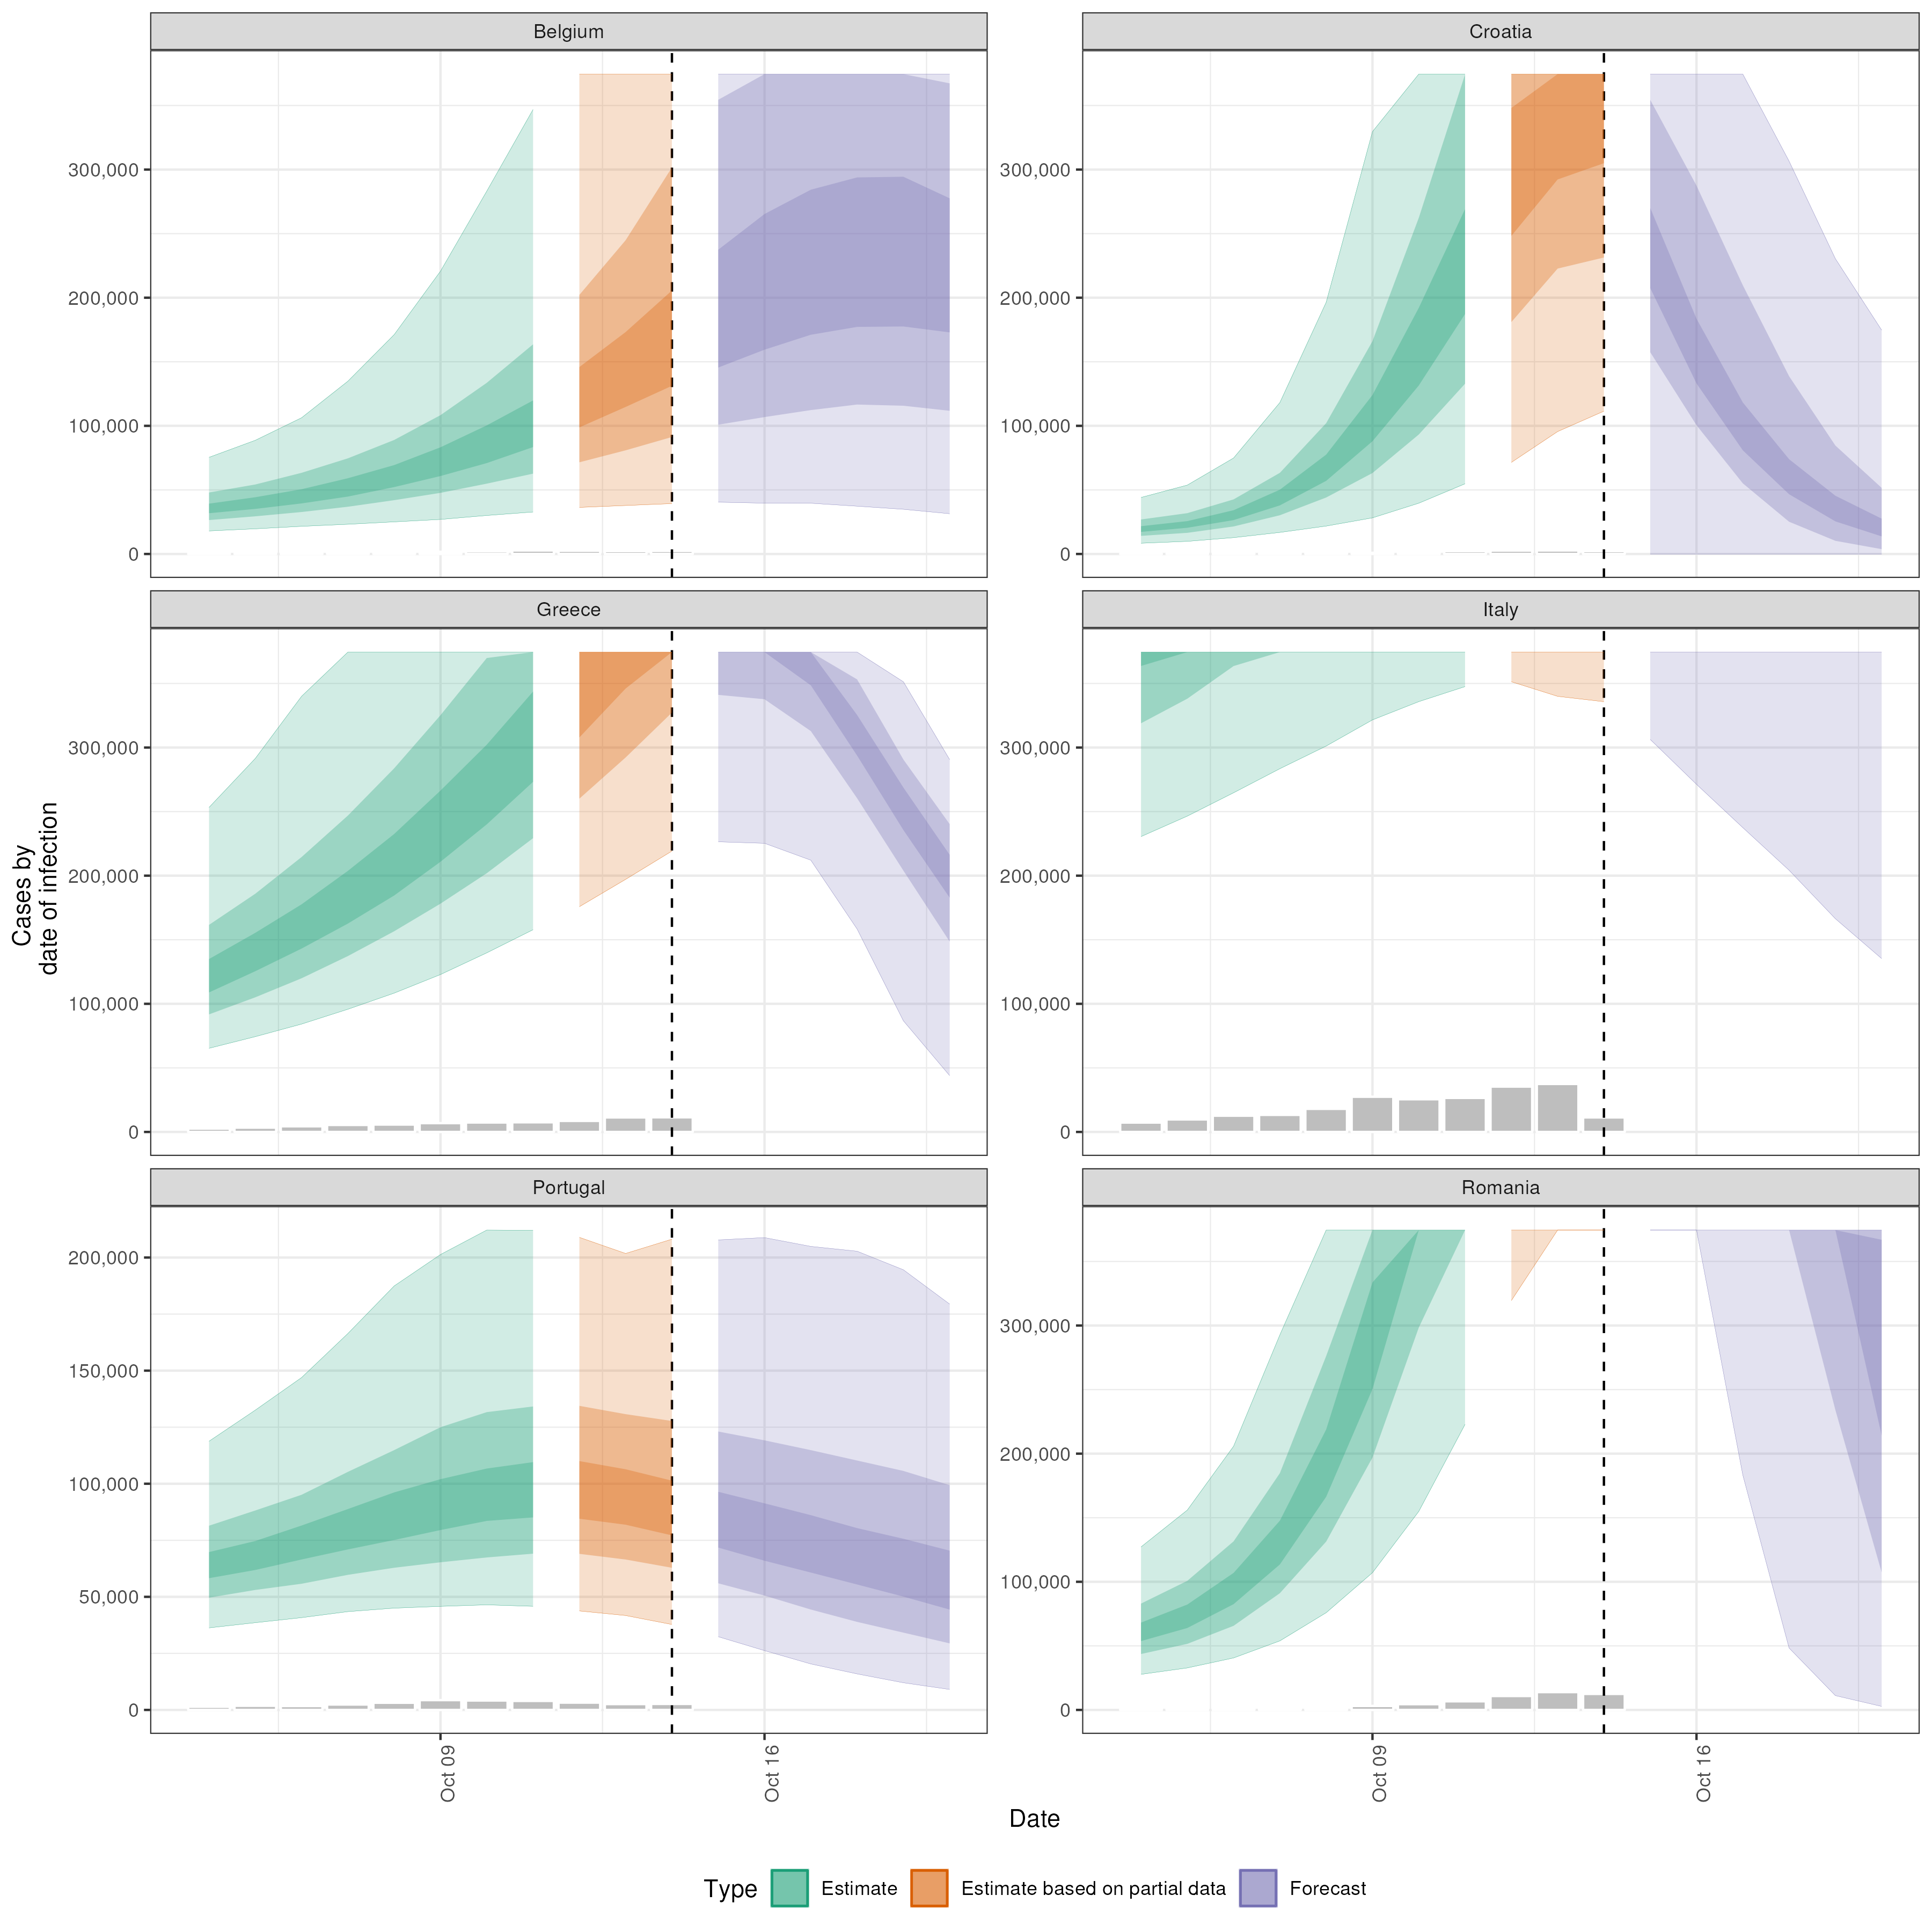 Belgium
Croatia
300,000
200,000
100,000
0
300,000
200,000
100,000
0
Greece
Italy
300,000
200,000
100,000
0
300,000
200,000
100,000
0
Cases by
date of infection
Portugal
Romania
200,000
150,000
100,000
50,000
0
300,000
200,000
100,000
0
Oct 09
Oct 16
Oct 09
Oct 16
Date
Type
Estimate
Estimate based on partial data
Forecast